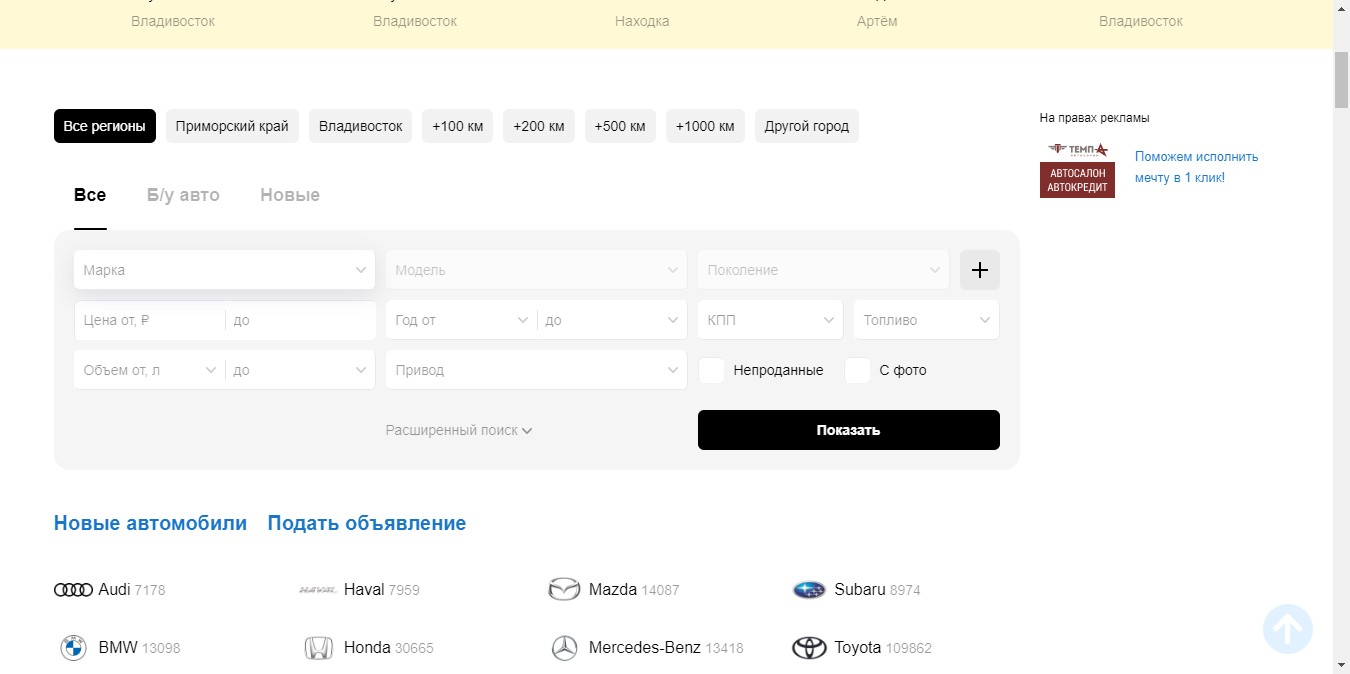 Владивосток
Владивосток
Находка
Артём
Владивосток
Все регионы
Приморский край
Владивосток
+100 км
+200 км
+500 км
+1000 км
Другой город
На правах рекламы
ТЕМП А
АВТОСАЛОН
АВТОКРЕДИТ
Поможем исполнить
мечту в 1 клик!
Все
Б/у авто
Новые
Марка
Модель
Поколение
Цена от, ₽
до
Год от
до
КПП
Топливо
Объем от, л
до
Привод
Непроданные
С фото
Расширенный поиск
Показать
Новые автомобили
Подать объявление
Audi 7178
HAVAL
Haval 7959
Mazda 14087
Subaru 8974
BMW 13098
Honda 30665
Mercedes-Benz 13418
Toyota 109862